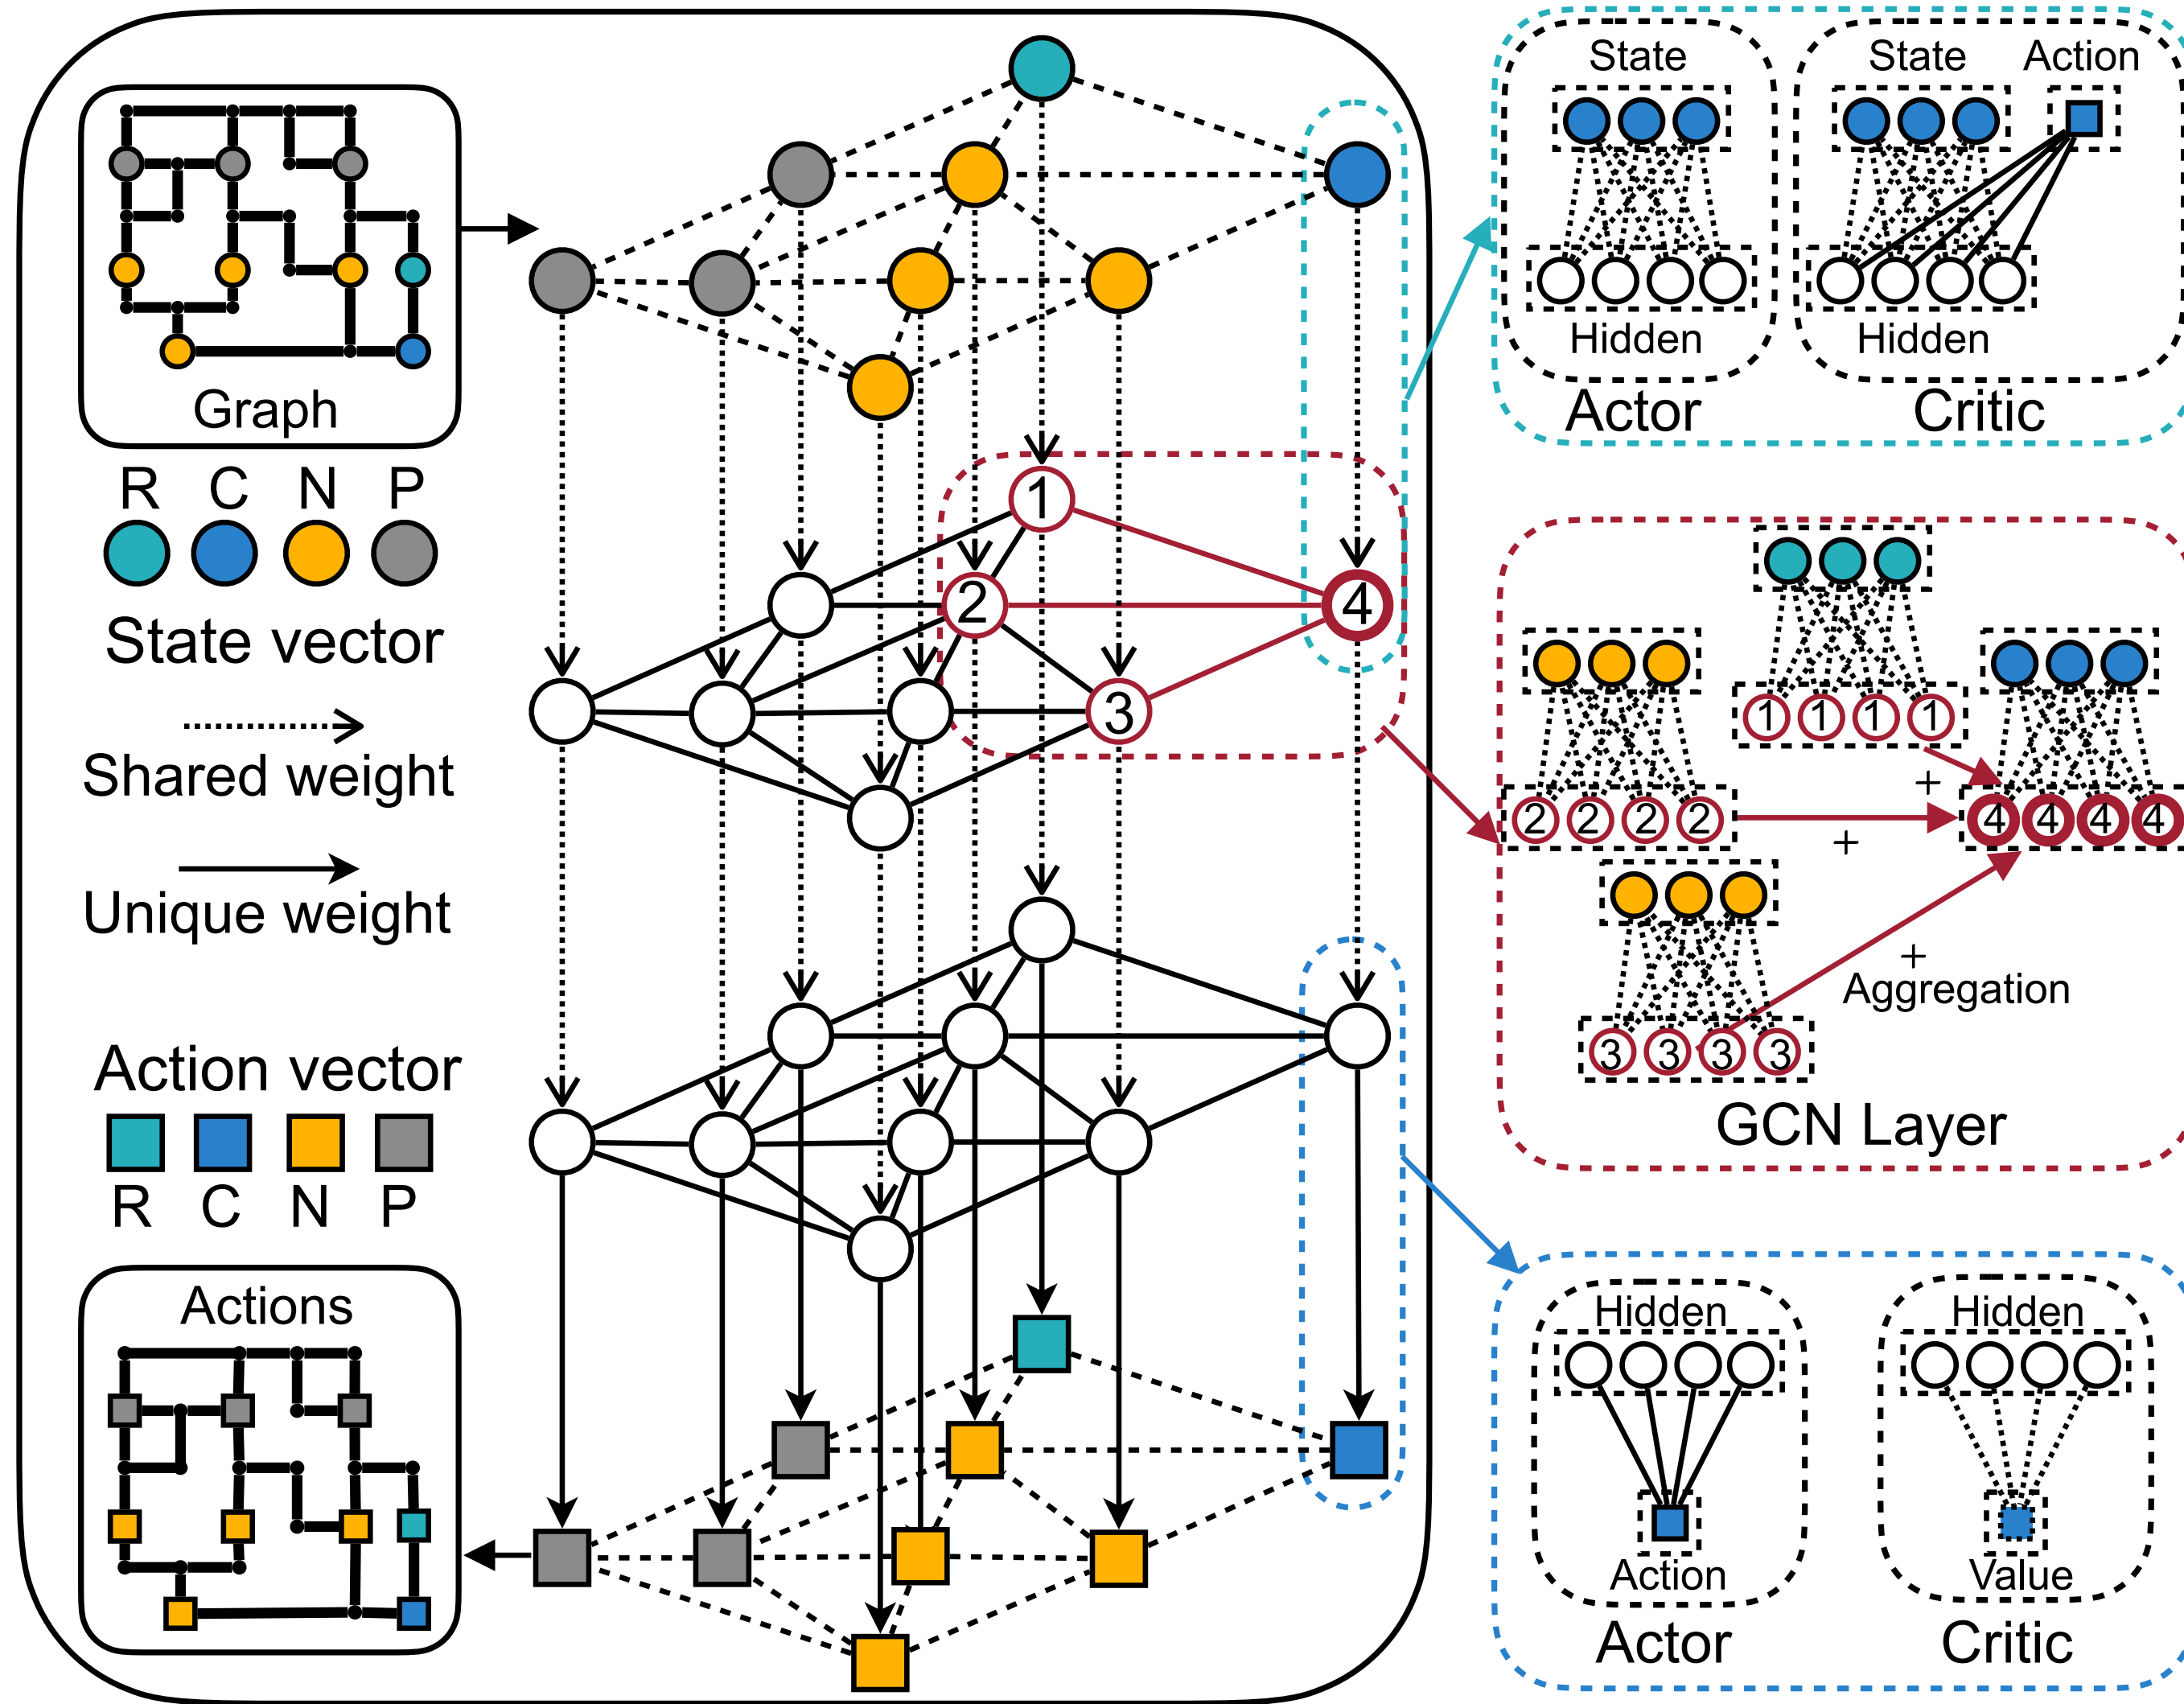 Graph
R C N P
State vector
Shared weight
Unique weight
Action vector
R C N P
Actions
1
2
4
3
State
Hidden
Actor
State Action
Hidden
Critic
1 1 1 1
2 2 2 2
+
+
4 4 4 4
+
Aggregation
3 3 3 3
GCN Layer
Hidden
Action
Actor
Hidden
Value
Critic